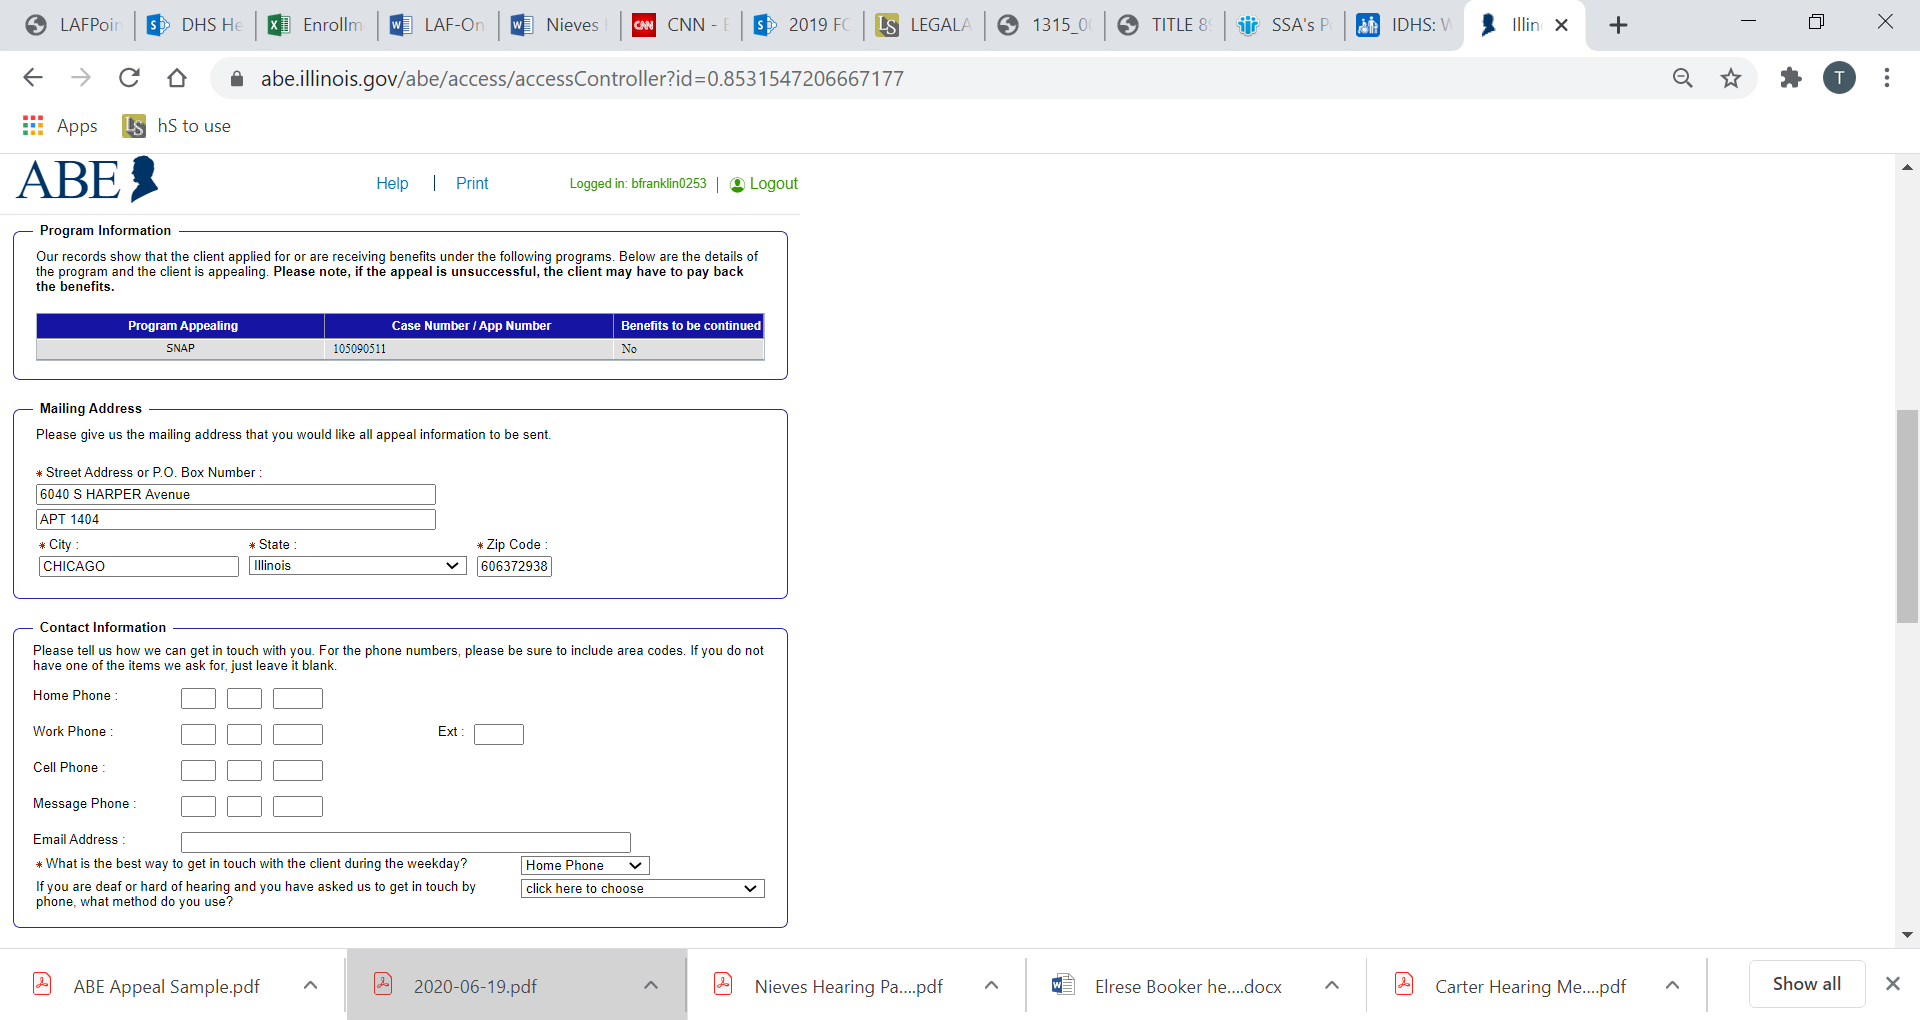 LAFPoin
DHS He
Enrollm
LAF-On
Nieves
CNN
CNN -
2019 FC
LS
LEGALA
1315_0
TITLE 8
SSA's P
IDHS: W
Illin
abe.illinois.gov/abe/access/accessController?id=0.8531547206667177
T
Apps
LS
hS to use
ABE
Help | Print
Logged in: bfranklin0253 | Logout
Program Information
Our records show that the client applied for or are receiving benefits under the following programs. Below are the details of
the program and the client is appealing. Please note, if the appeal is unsuccessful, the client may have to pay back
the benefits.
Program Appealing Case Number / App Number Benefits to be continued
SNAP 105090511 No
Mailing Address
Please give us the mailing address that you would like all appeal information to be sent.
* Street Address or P.O. Box Number :
6040 S HARPER Avenue
APT 1404
* City : * State : * Zip Code :
CHICAGO Illinois 606372938
Contact Information
Please tell us how we can get in touch with you. For the phone numbers, please be sure to include area codes. If you do not
have one of the items we ask for, just leave it blank.
Home Phone :
Work Phone : Ext :
Cell Phone :
Message Phone :
Email Address :
* What is the best way to get in touch with the client during the weekday? Home Phone
If you are deaf or hard of hearing and you have asked us to get in touch by click here to choose
phone, what method do you use?
ABE Appeal Sample.pdf
2020-06-19.pdf
Nieves Hearing Pa....pdf
Elrese Booker he....docx
Carter Hearing Me....pdf
Show all